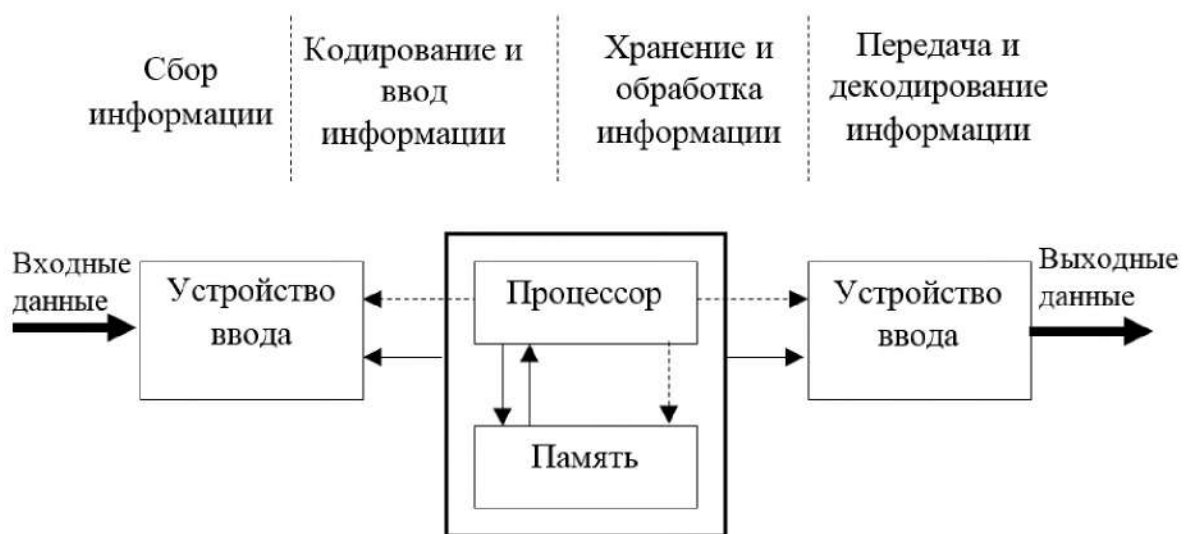 Сбор
информации
Кодирование и
ввод
информации
Хранение и
обработка
информации
Передача и
декодирование
информации
Входные
данные
Устройство
ввода
Процессор
Память
Устройство
ввода
Выходные
данные